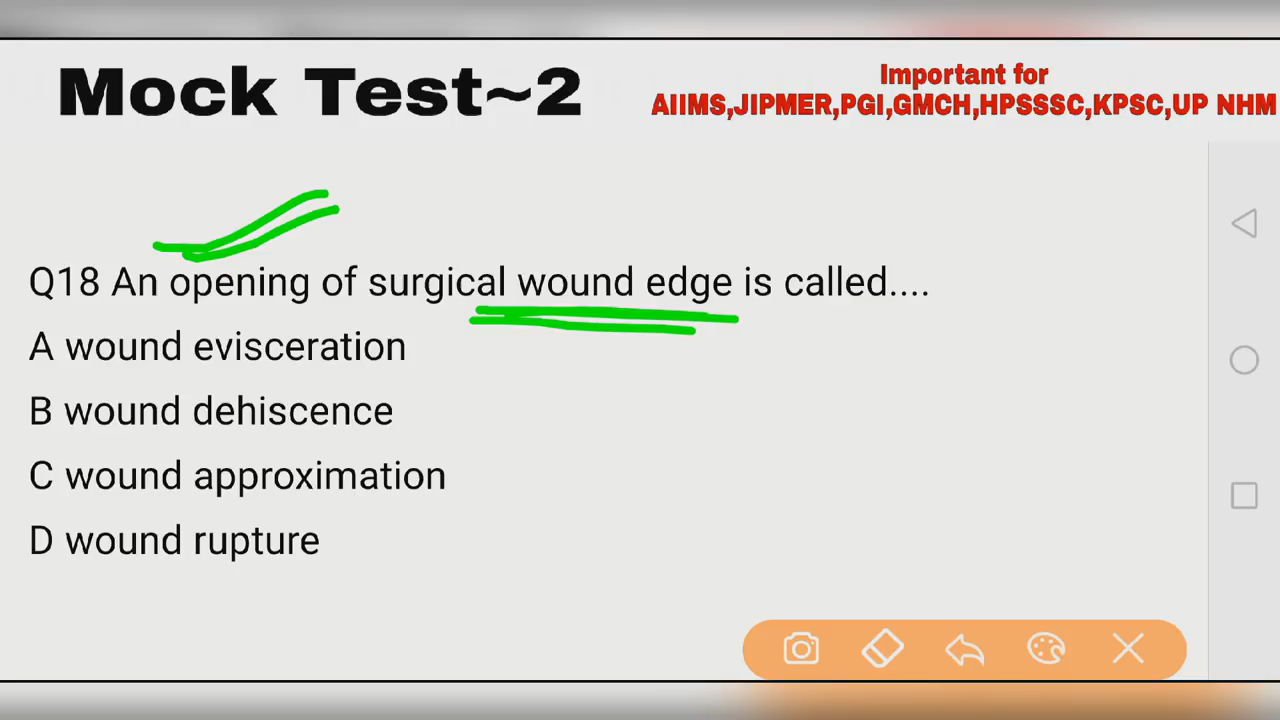 Mock Test~2
Important for
AIIMS,JIPMER,PGI,GMCH,HPSSSC,KPSC,UP NHM
Q18 An opening of surgical wound edge is called....
A wound evisceration
B wound dehiscence
C wound approximation
D wound rupture